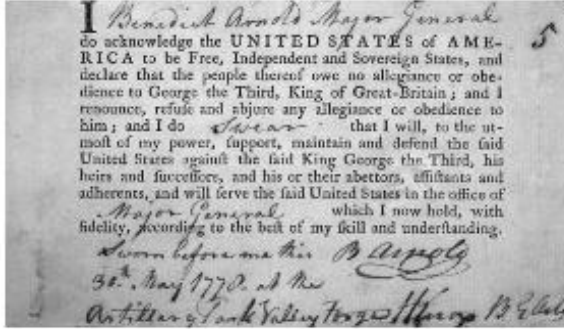 I Benedict Arnold Major General
do acknowledge the UNITED STATES of AME- 5
RICA to be Free, Independent and Sovereign States, and
declare that the people thereof owe no allegiance or obe-
dience to George the Third, King of Great-Britain; and I
renounce, refuſe and abjure any allegiance or obedience to
him; and I do Swear that I will, to the ut-
moſt of my power, ſupport, maintain and defend the ſaid
United States againſt the ſaid King George the Third, his
heirs and ſucceſſors, and his or their abettors, aſſiſtants and
adherents, and will ſerve the ſaid United States in the office of
Major General which I now hold, with
fidelity, according to the beſt of my ſkill and underſtanding.
Sworn before me this B Arnold
30th May 1778 at the
Artillery Park Valley Forge HKnox B G Art